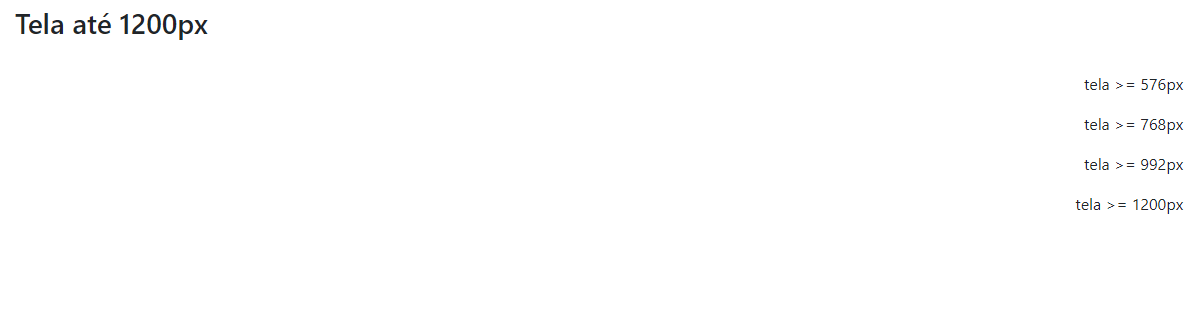 Tela até 1200px
tela >= 576px
tela >= 768px
tela >= 992px
tela >= 1200px